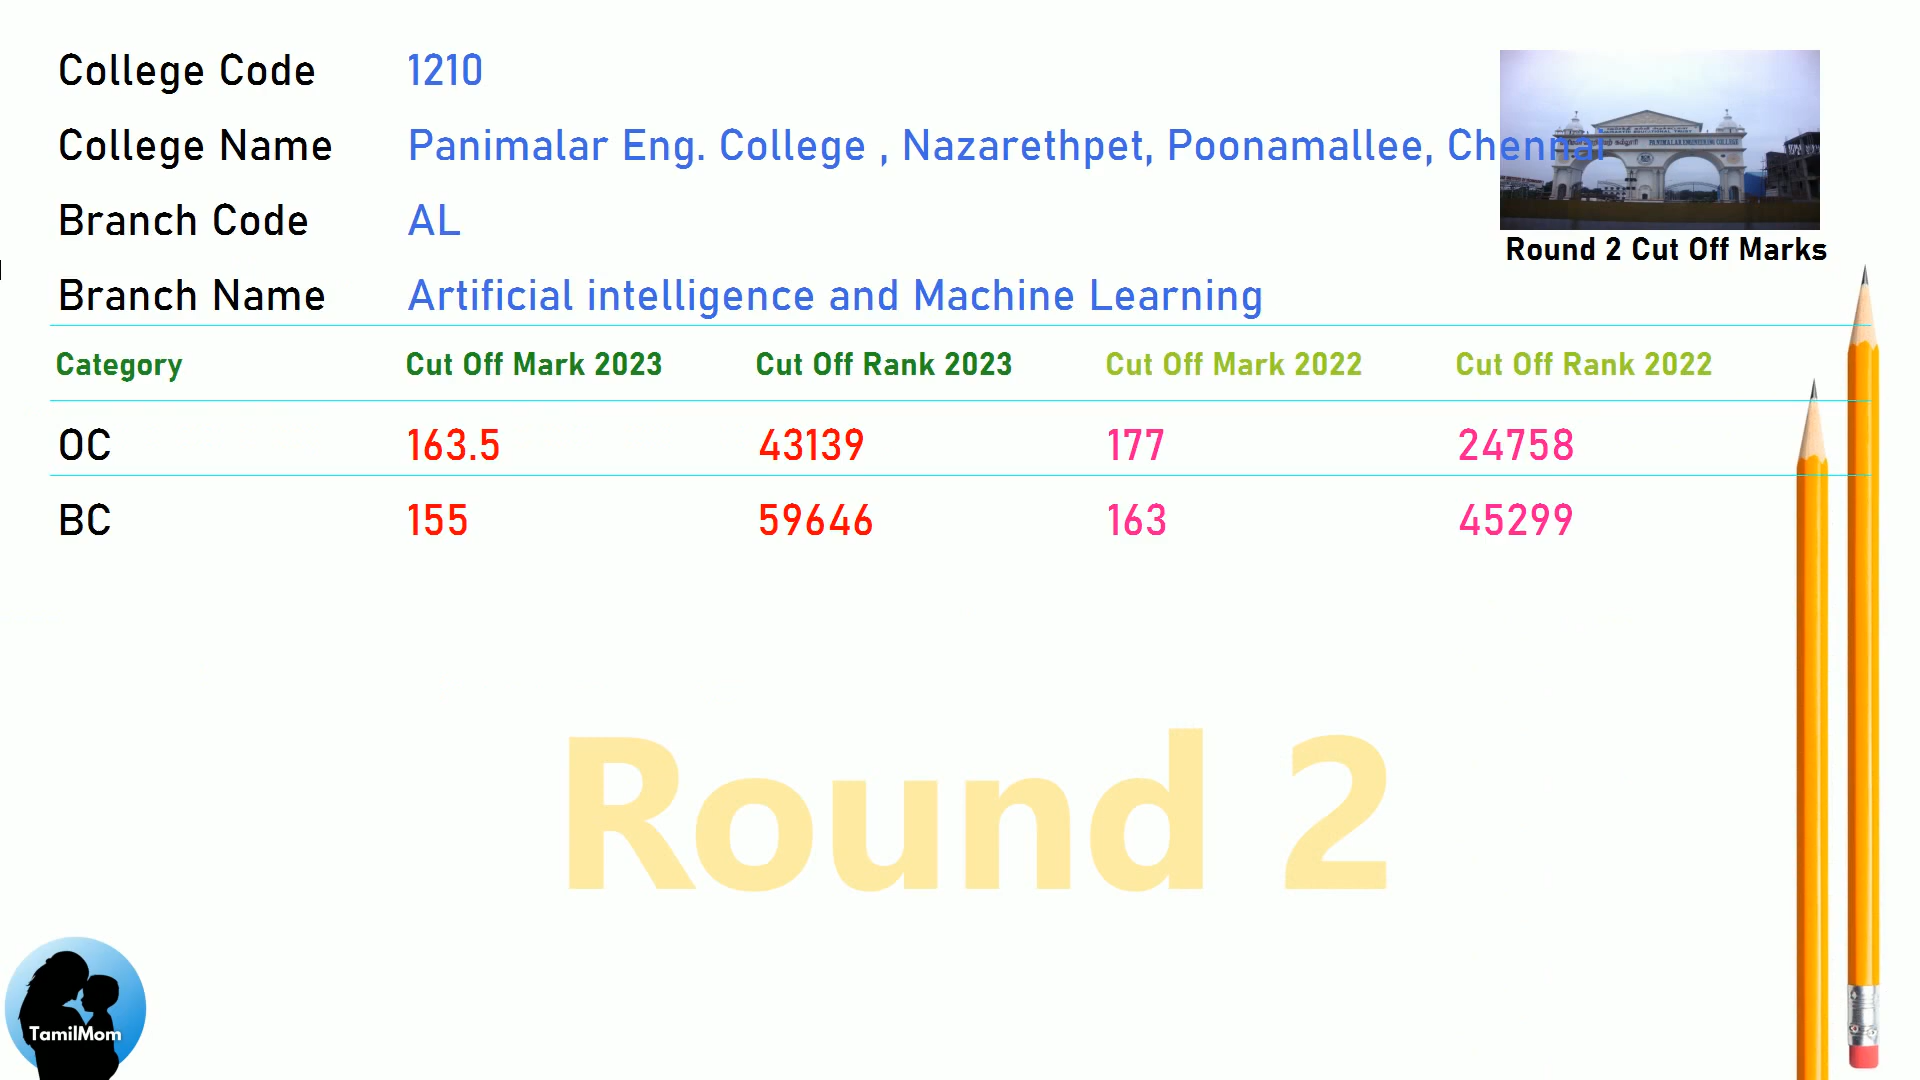 College Code 1210
College Name Panimalar Eng. College , Nazarethpet, Poonamallee, Chennai
Branch Code AL
Round 2 Cut Off Marks
Branch Name Artificial intelligence and Machine Learning
Category Cut Off Mark 2023 Cut Off Rank 2023 Cut Off Mark 2022 Cut Off Rank 2022
OC 163.5 43139 177 24758
BC 155 59646 163 45299
Round 2
TamilMom